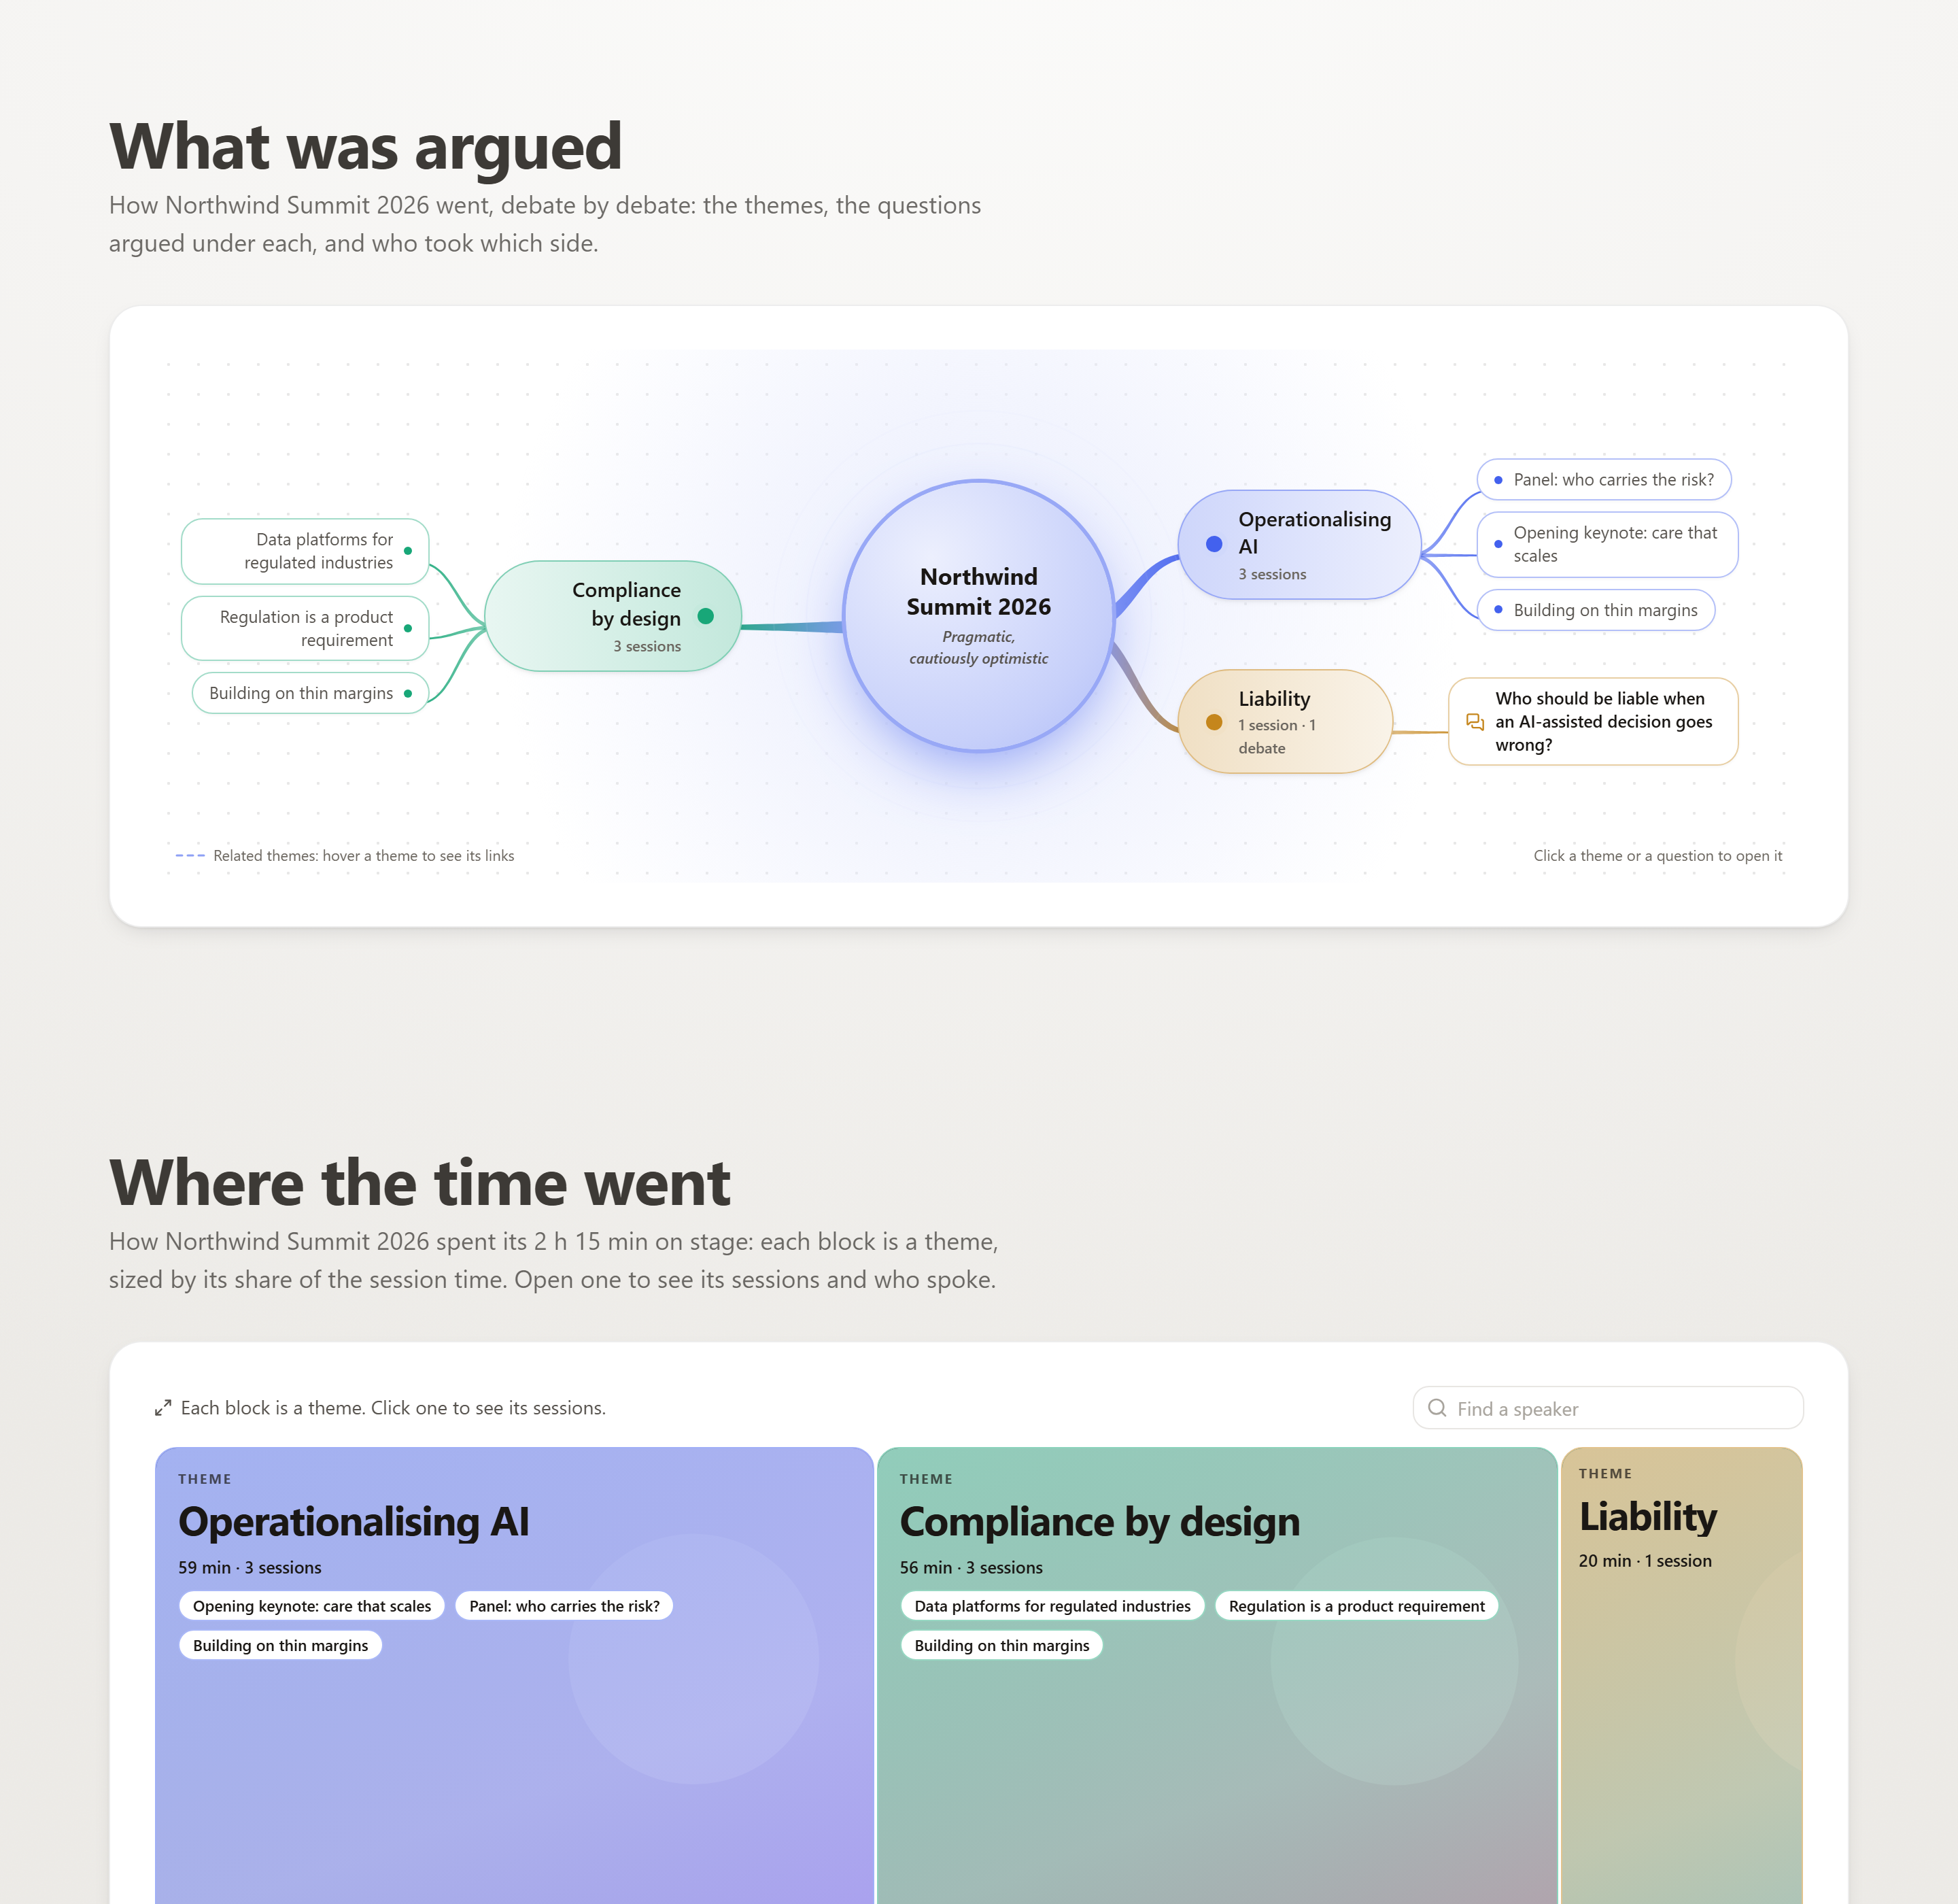 What was argued
How Northwind Summit 2026 went, debate by debate: the themes, the questions
argued under each, and who took which side.
Data platforms for
regulated industries
Regulation is a product
requirement
Building on thin margins
Compliance
by design
3 sessions
Northwind
Summit 2026
Pragmatic,
cautiously optimistic
Operationalising
AI
3 sessions
Panel: who carries the risk?
Opening keynote: care that
scales
Building on thin margins
Liability
1 session · 1
debate
Who should be liable when
an AI-assisted decision goes
wrong?
Related themes: hover a theme to see its links
Click a theme or a question to open it
Where the time went
How Northwind Summit 2026 spent its 2 h 15 min on stage: each block is a theme,
sized by its share of the session time. Open one to see its sessions and who spoke.
Each block is a theme. Click one to see its sessions.
Find a speaker
THEME
Operationalising AI
59 min · 3 sessions
Opening keynote: care that scales
Panel: who carries the risk?
Building on thin margins
THEME
Compliance by design
56 min · 3 sessions
Data platforms for regulated industries
Regulation is a product requirement
Building on thin margins
THEME
Liability
20 min · 1 session